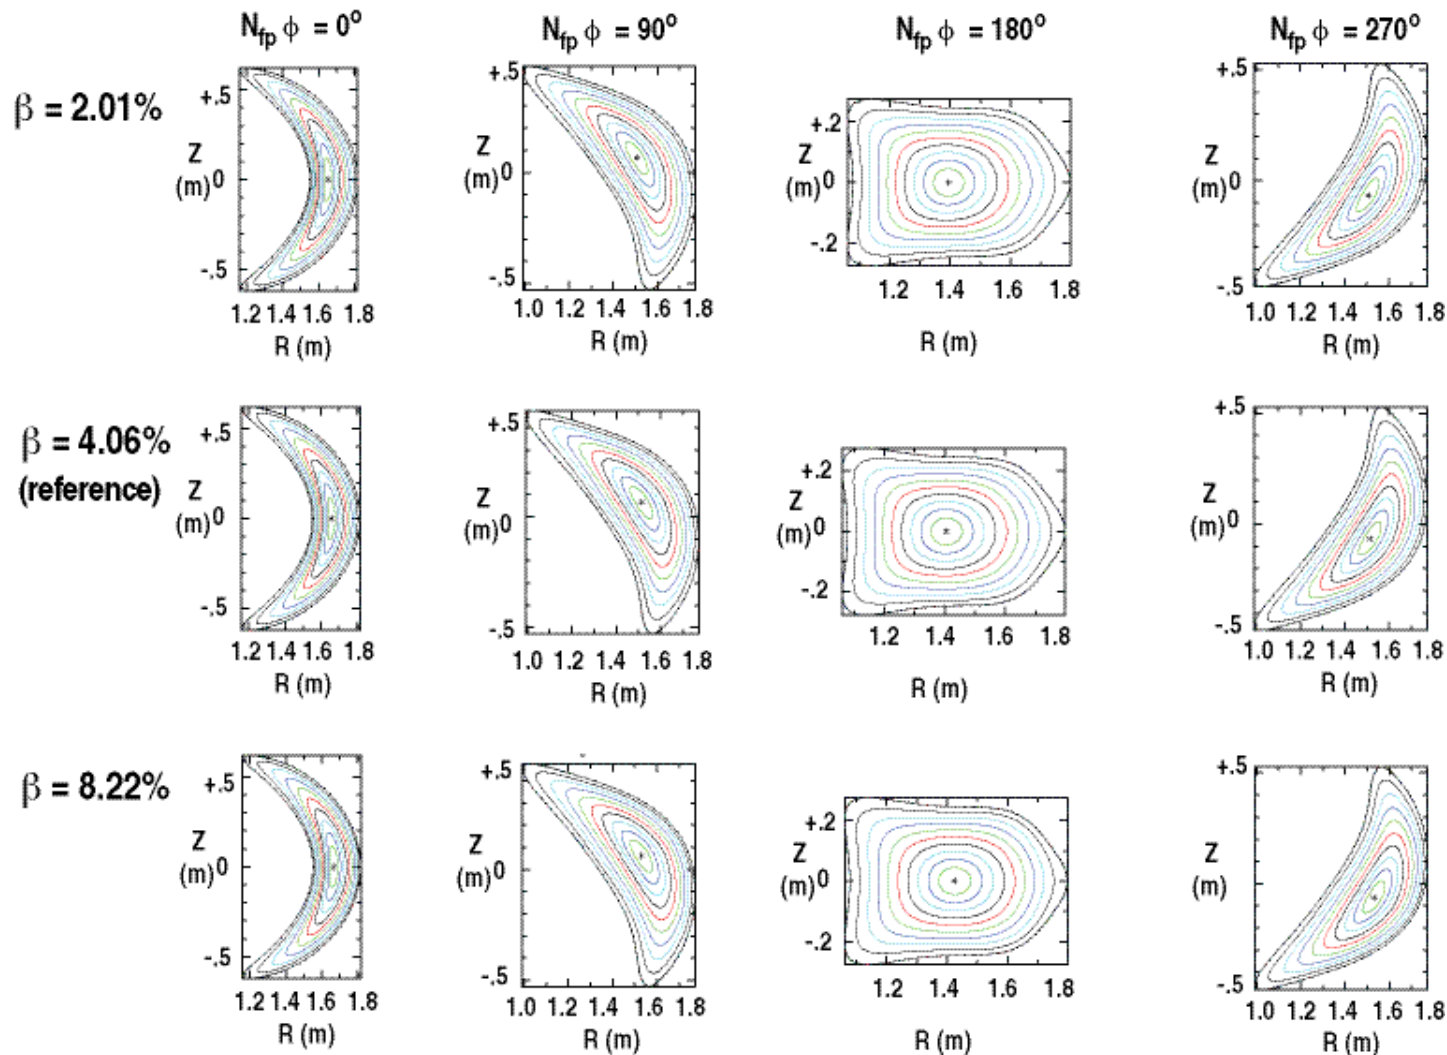 N_fp ϕ = 0° N_fp ϕ = 90° N_fp ϕ = 180° N_fp ϕ = 270°
β = 2.01%
+.5 Z (m) 0 -.5
1.2 1.4 1.6 1.8
R (m)
+.5 Z (m) 0 -.5
1.0 1.2 1.4 1.6 1.8
R (m)
+.2 Z (m) 0 -.2
1.2 1.4 1.6 1.8
R (m)
+.5 Z (m) 0 -.5
1.0 1.2 1.4 1.6 1.8
R (m)
β = 4.06%
(reference)
+.5 Z (m) 0 -.5
1.2 1.4 1.6 1.8
R (m)
+.5 Z (m) 0 -.5
1.0 1.2 1.4 1.6 1.8
R (m)
+.2 Z (m) 0 -.2
1.2 1.4 1.6 1.8
R (m)
+.5 Z (m) 0 -.5
1.0 1.2 1.4 1.6 1.8
R (m)
β = 8.22%
+.5 Z (m) 0 -.5
1.2 1.4 1.6 1.8
R (m)
+.5 Z (m) 0 -.5
1.0 1.2 1.4 1.6 1.8
R (m)
+.2 Z (m) 0 -.2
1.2 1.4 1.6 1.8
R (m)
+.5 Z (m) 0 -.5
1.0 1.2 1.4 1.6 1.8
R (m)